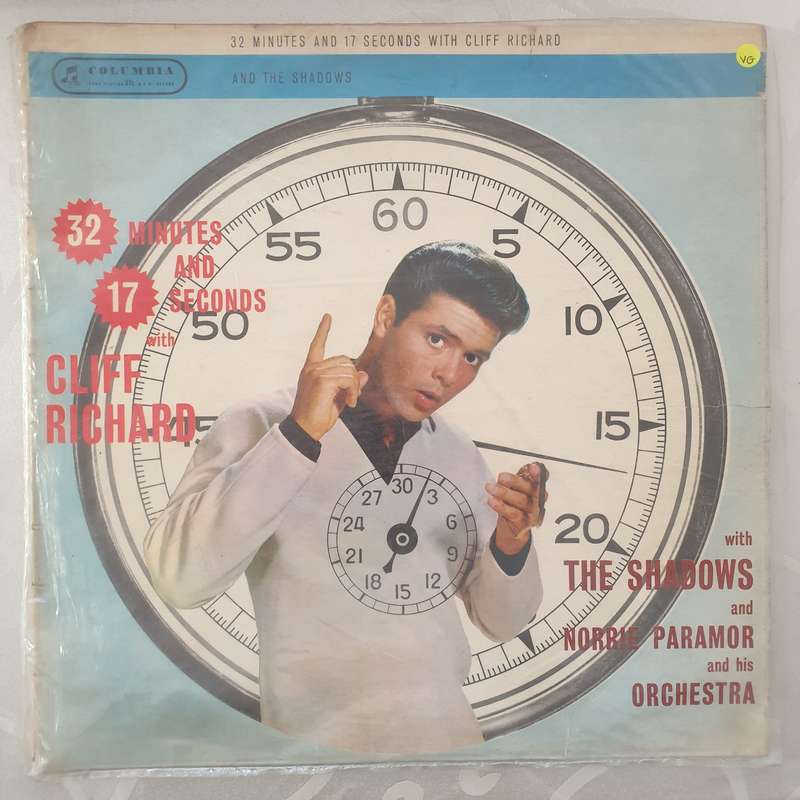 32 MINUTES AND 17 SECONDS WITH CLIFF RICHARD
COLUMBIA
AND THE SHADOWS
VG
32 MINUTES
AND
17 SECONDS
with
CLIFF
RICHARD
60
5
10
15
20
45
50
55
30
3
6
9
12
15
18
21
24
27
with
THE SHADOWS
and
NORRIE PARAMOR
and his
ORCHESTRA